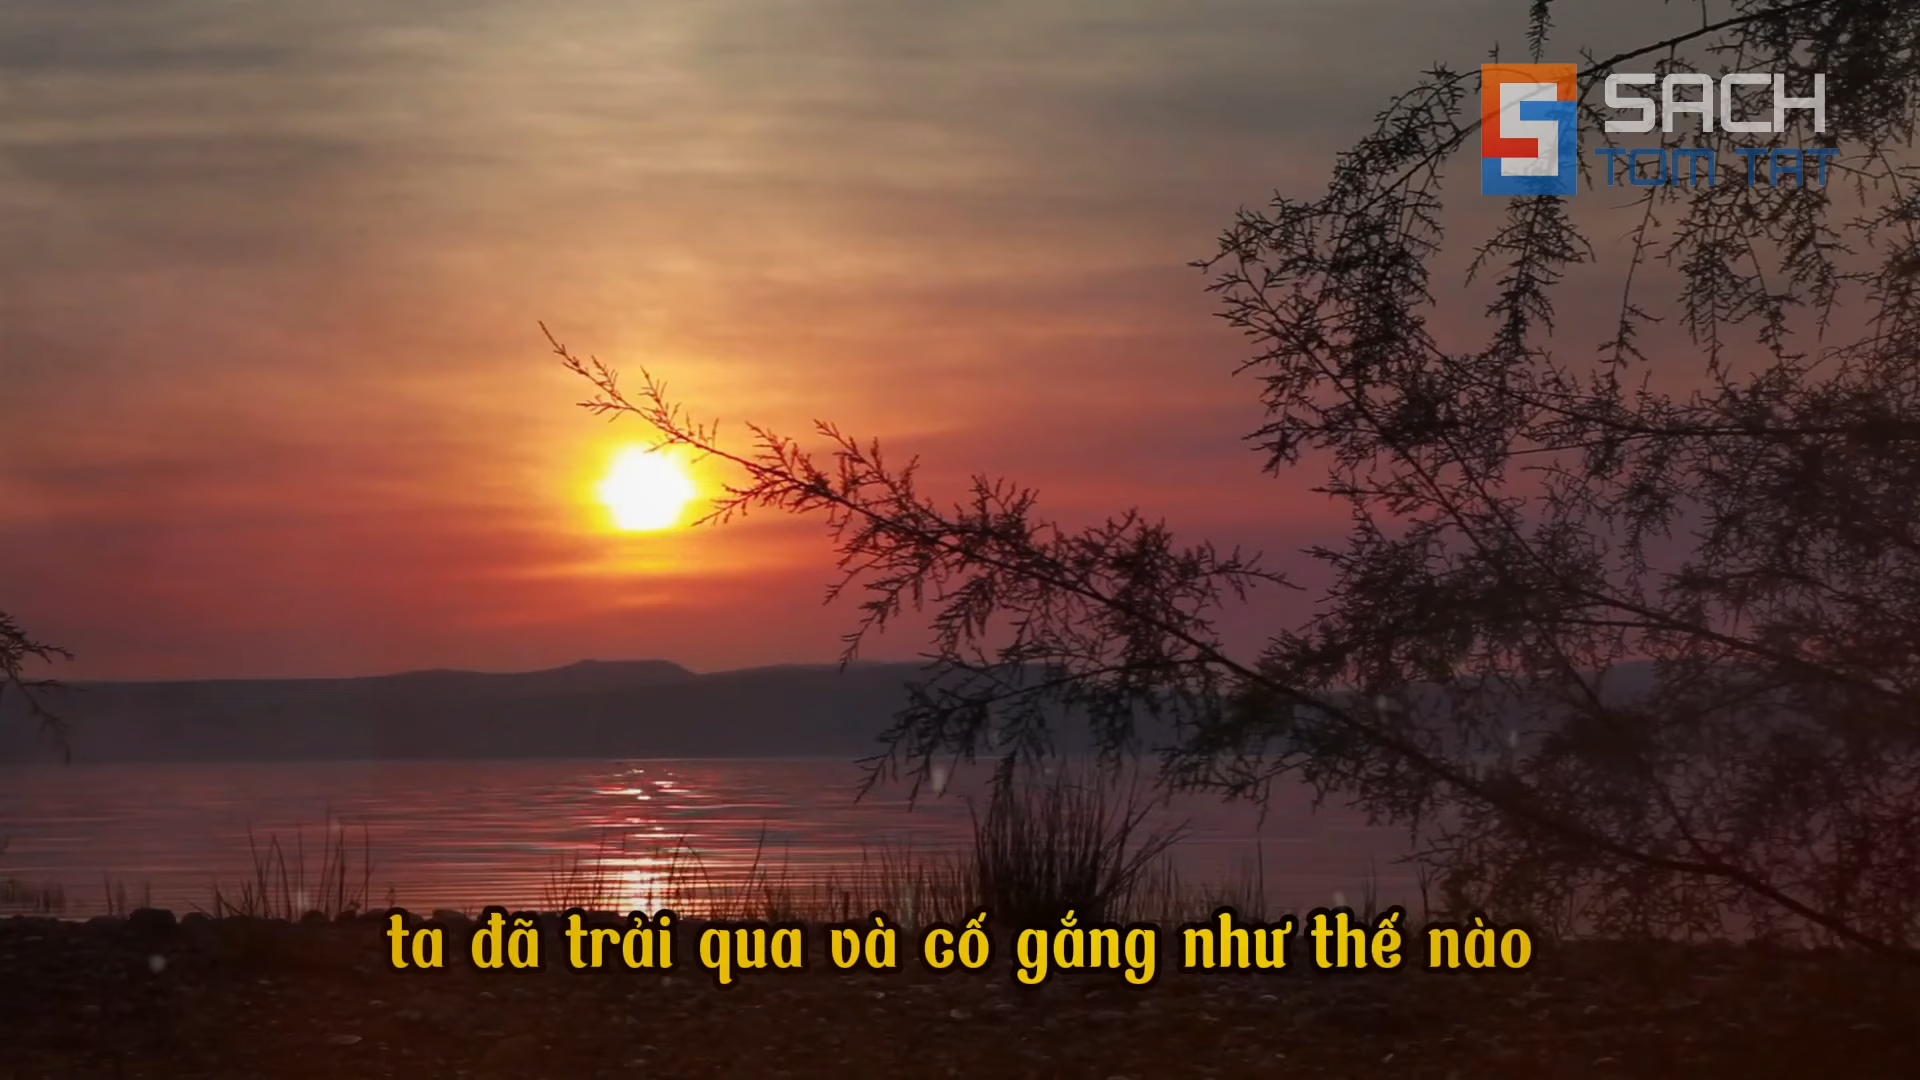 SACH
TOM TAT
ta đã trải qua và cố gắng như thế nào